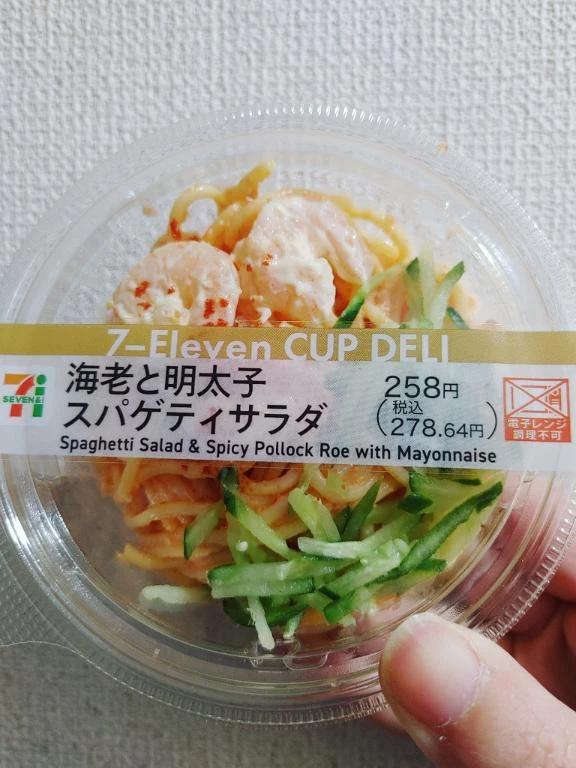 7-Eleven CUP DELI
7i
SEVEN&i
海老と明太子
スパゲティサラダ
258円
(税込
278.64円)
Spaghetti Salad & Spicy Pollock Roe with Mayonnaise
電子レンジ
調理不可